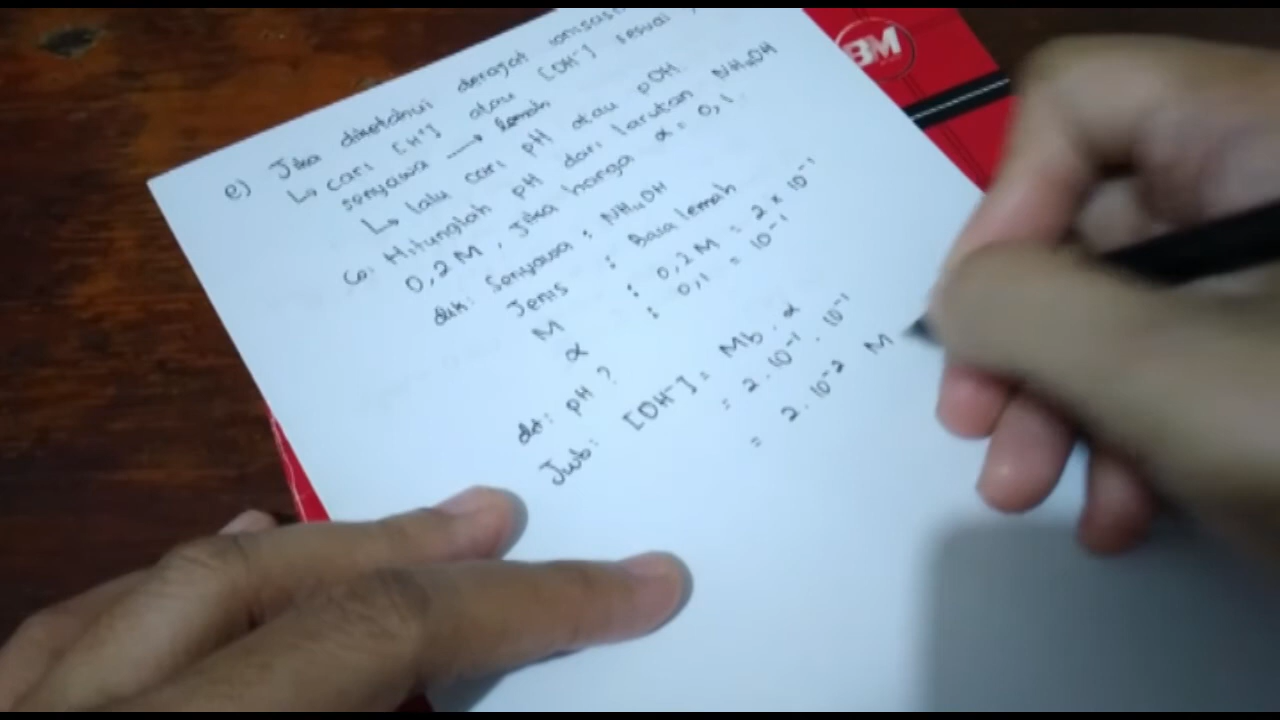 e) Jika diketahui derajat ionisasi
↳ cari [H⁺] atau [OH⁻] sesuai
senyawa → lemah
↳ lalu cari pH atau pOH
Co: Hitunglah pH dari larutan NH₄OH
0,2 M, jika harga α = 0,1.
dik: Senyawa : NH₄OH
Jenis : Basa lemah
M : 0,2 M = 2 × 10⁻¹
α : 0,1 = 10⁻¹
dit: pH ?
Jwb: [OH⁻] = Mb . α
= 2 . 10⁻¹ . 10⁻¹
= 2 . 10⁻² M
BM